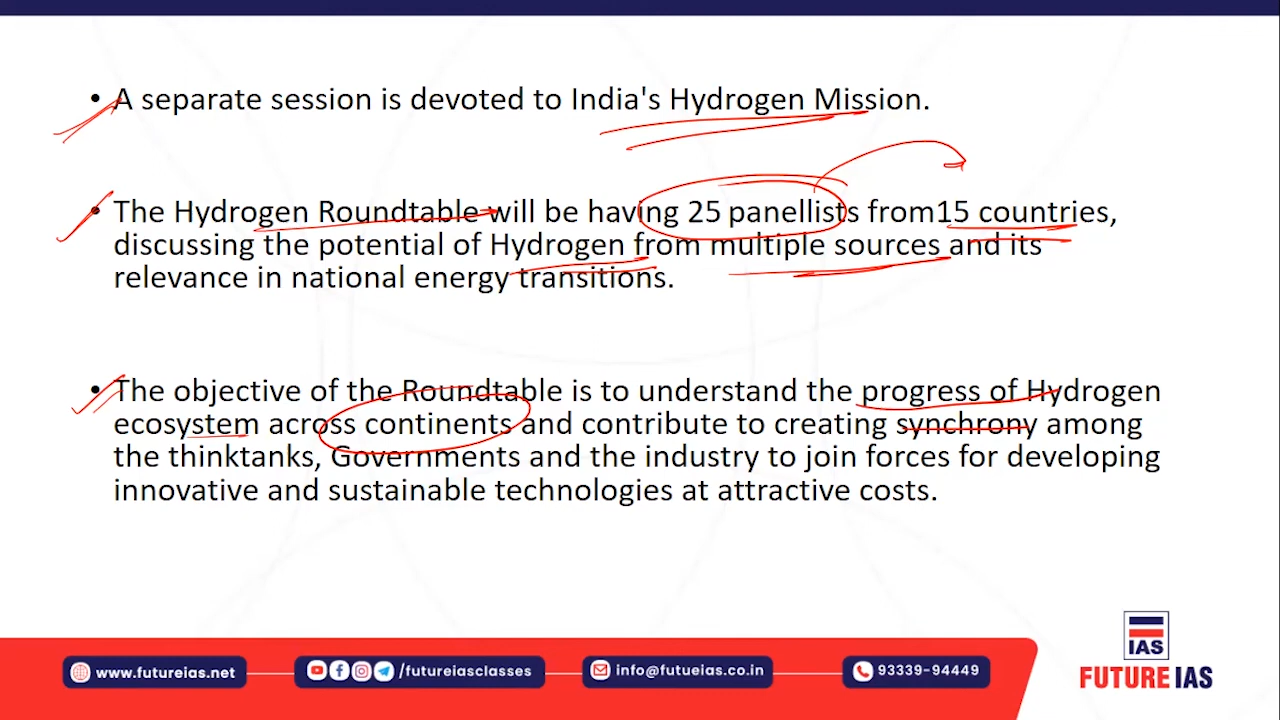 • A separate session is devoted to India's Hydrogen Mission.
• The Hydrogen Roundtable will be having 25 panellists from15 countries,
discussing the potential of Hydrogen from multiple sources and its
relevance in national energy transitions.
• The objective of the Roundtable is to understand the progress of Hydrogen
ecosystem across continents and contribute to creating synchrony among
the thinktanks, Governments and the industry to join forces for developing
innovative and sustainable technologies at attractive costs.
www.futureias.net
/futureiasclasses
info@futueias.co.in
93339-94449
IAS
FUTURE IAS